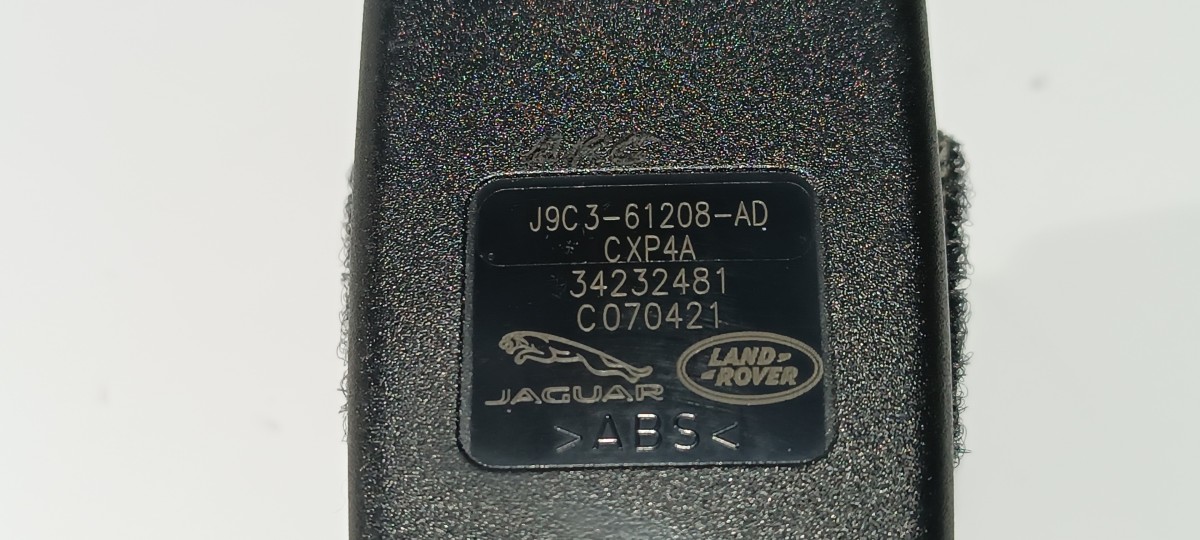 J9C3-61208-AD
CXP4A
34232481
C070421
JAGUAR
LAND
ROVER
>ABS<